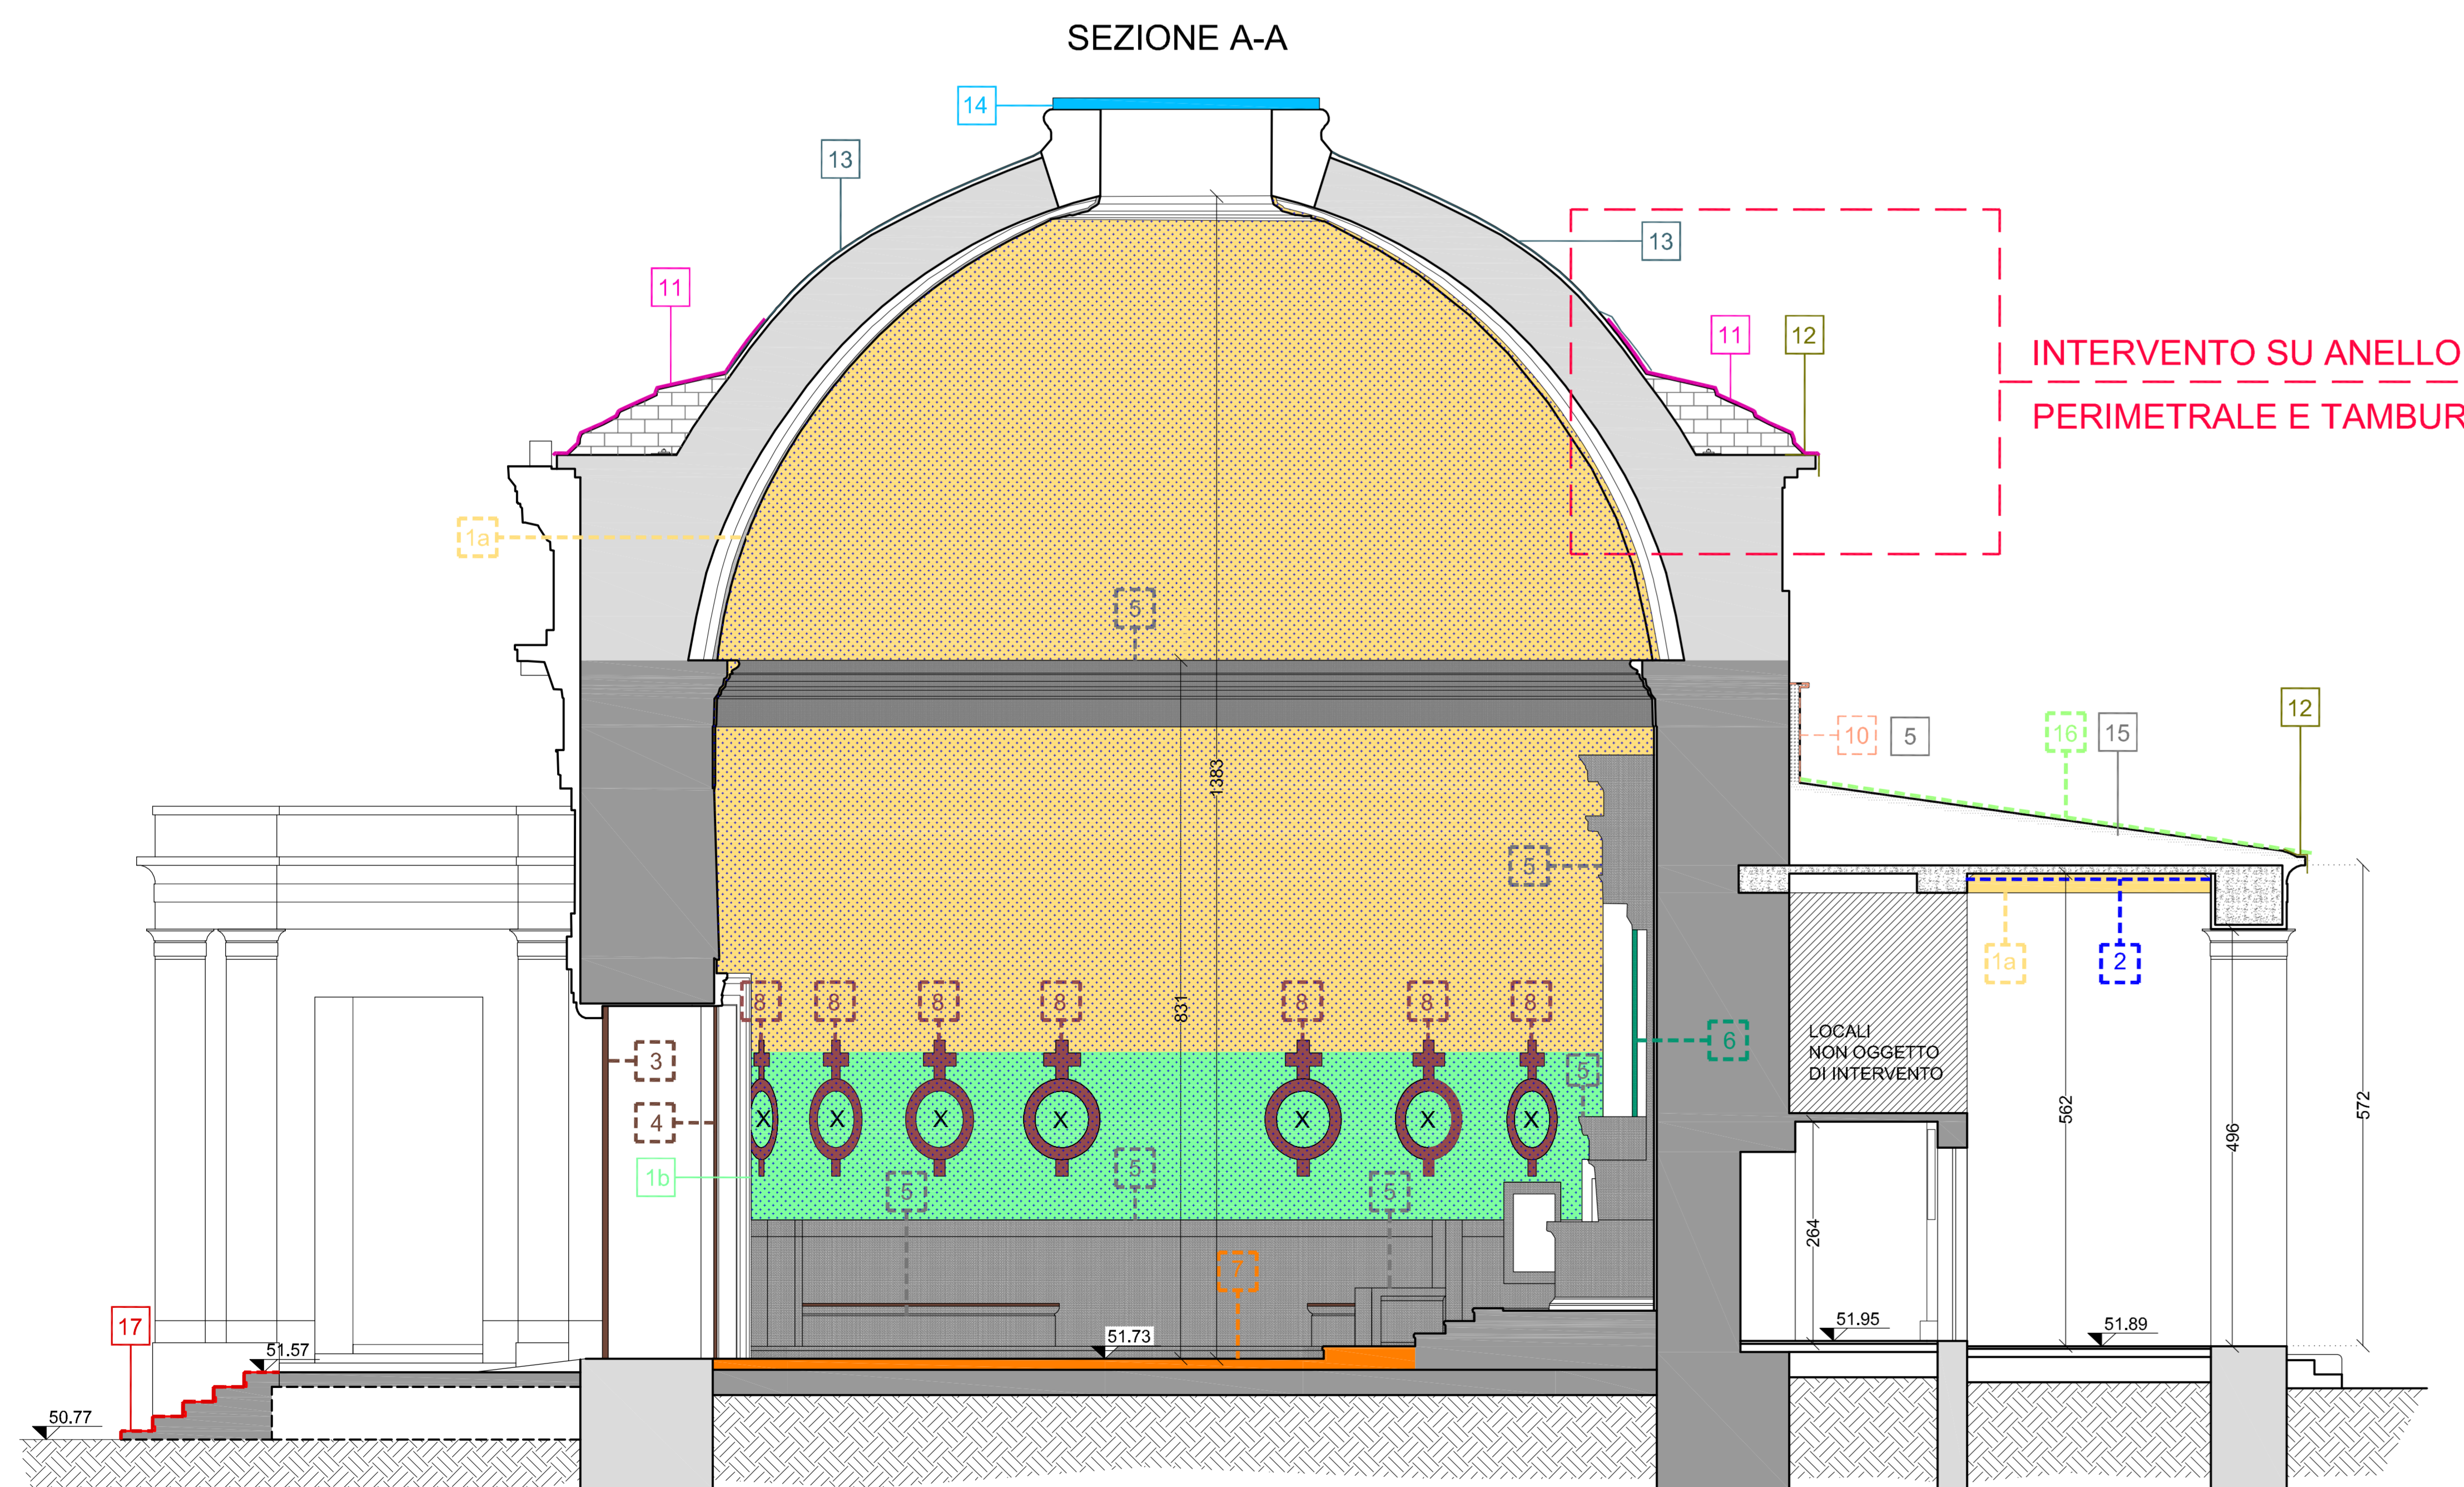 SEZIONE A-A
14
13
13
11
11
12
INTERVENTO SU ANELLO
PERIMETRALE E TAMBUR
1a
5
12
10
5
16
15
1383
5
1a
2
8
8
8
8
8
8
8
831
3
6
LOCALI
NON OGGETTO
DI INTERVENTO
5
4
X
X
X
X
X
X
X
562
572
496
1b
5
5
5
264
7
17
51.57
51.73
51.95
51.89
50.77